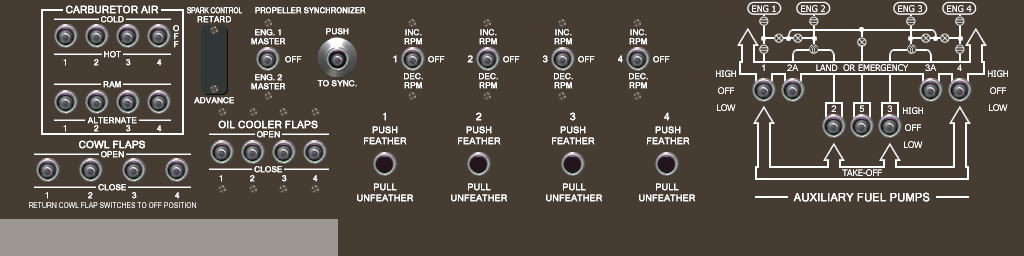 CARBURETOR AIR
COLD
OFF
HOT
1 2 3 4
RAM
ALTERNATE
1 2 3 4
COWL FLAPS
OPEN
CLOSE
1 2 3 4
RETURN COWL FLAP SWITCHES TO OFF POSITION
SPARK CONTROL
RETARD
ADVANCE
OIL COOLER FLAPS
OPEN
CLOSE
1 2 3 4
PROPELLER SYNCHRONIZER
ENG. 1
MASTER
OFF
ENG. 2
MASTER
PUSH
TO SYNC.
INC.
RPM
1 OFF
DEC.
RPM
INC.
RPM
2 OFF
DEC.
RPM
INC.
RPM
3 OFF
DEC.
RPM
INC.
RPM
4 OFF
DEC.
RPM
1
PUSH
FEATHER
PULL
UNFEATHER
2
PUSH
FEATHER
PULL
UNFEATHER
3
PUSH
FEATHER
PULL
UNFEATHER
4
PUSH
FEATHER
PULL
UNFEATHER
ENG 1 ENG 2 ENG 3 ENG 4
1 2A LAND OR EMERGENCY 3A 4
HIGH
OFF
LOW
HIGH
OFF
LOW
2 5 3
HIGH
OFF
LOW
TAKE-OFF
AUXILIARY FUEL PUMPS